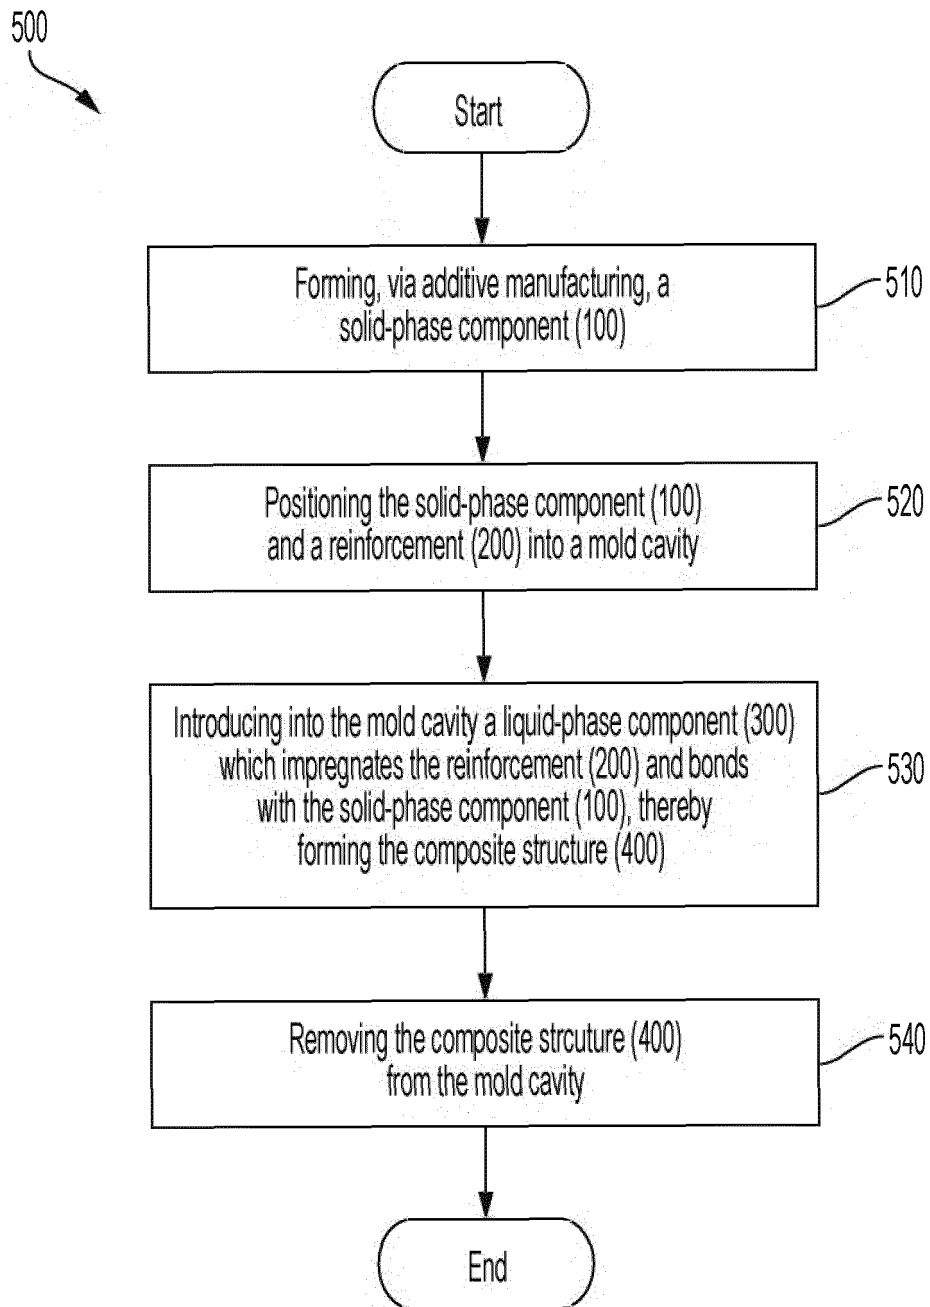 500
Start
Forming, via additive manufacturing, a
solid-phase component (100)
510
Positioning the solid-phase component (100)
and a reinforcement (200) into a mold cavity
520
Introducing into the mold cavity a liquid-phase component (300)
which impregnates the reinforcement (200) and bonds
with the solid-phase component (100), thereby
forming the composite structure (400)
530
Removing the composite strcuture (400)
from the mold cavity
540
End